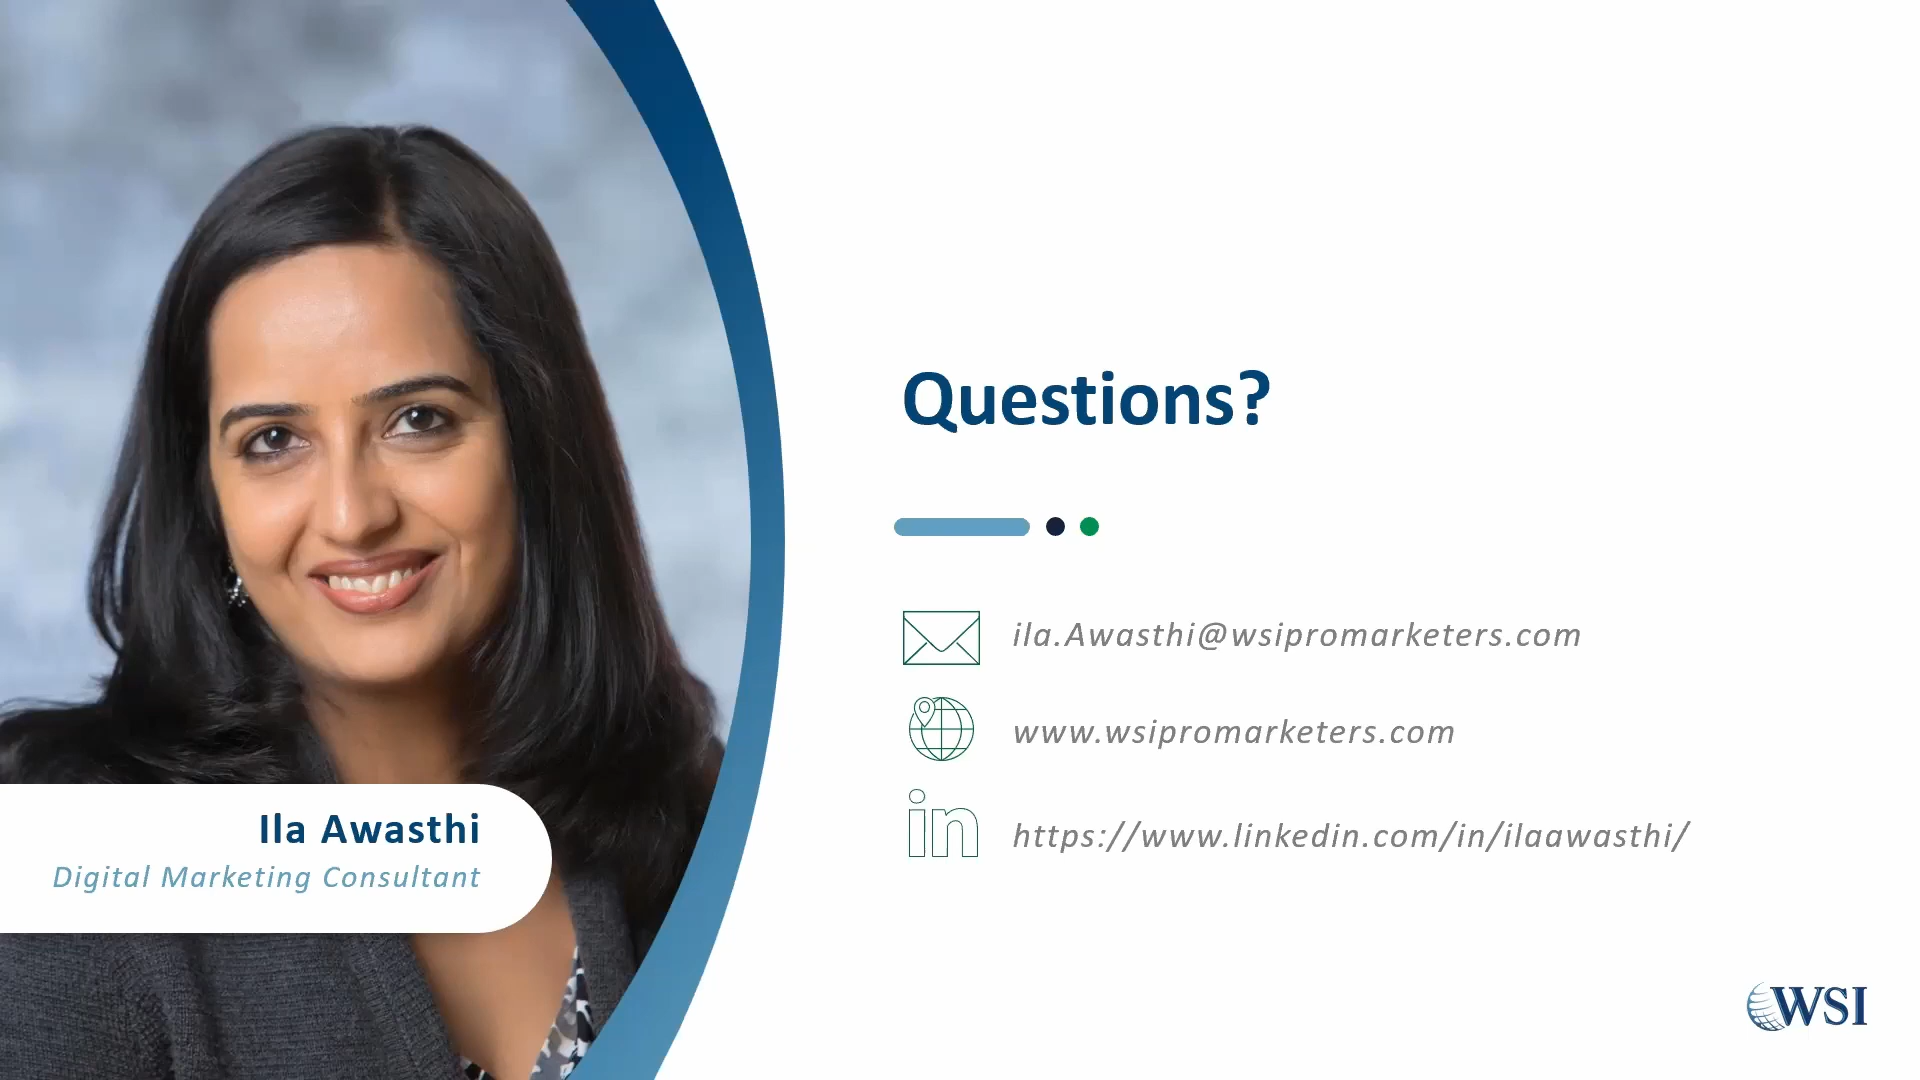 Questions?
ila.Awasthi@wsipromarketers.com
www.wsipromarketers.com
in
https://www.linkedin.com/in/ilaawasthi/
Ila Awasthi
Digital Marketing Consultant
WSI